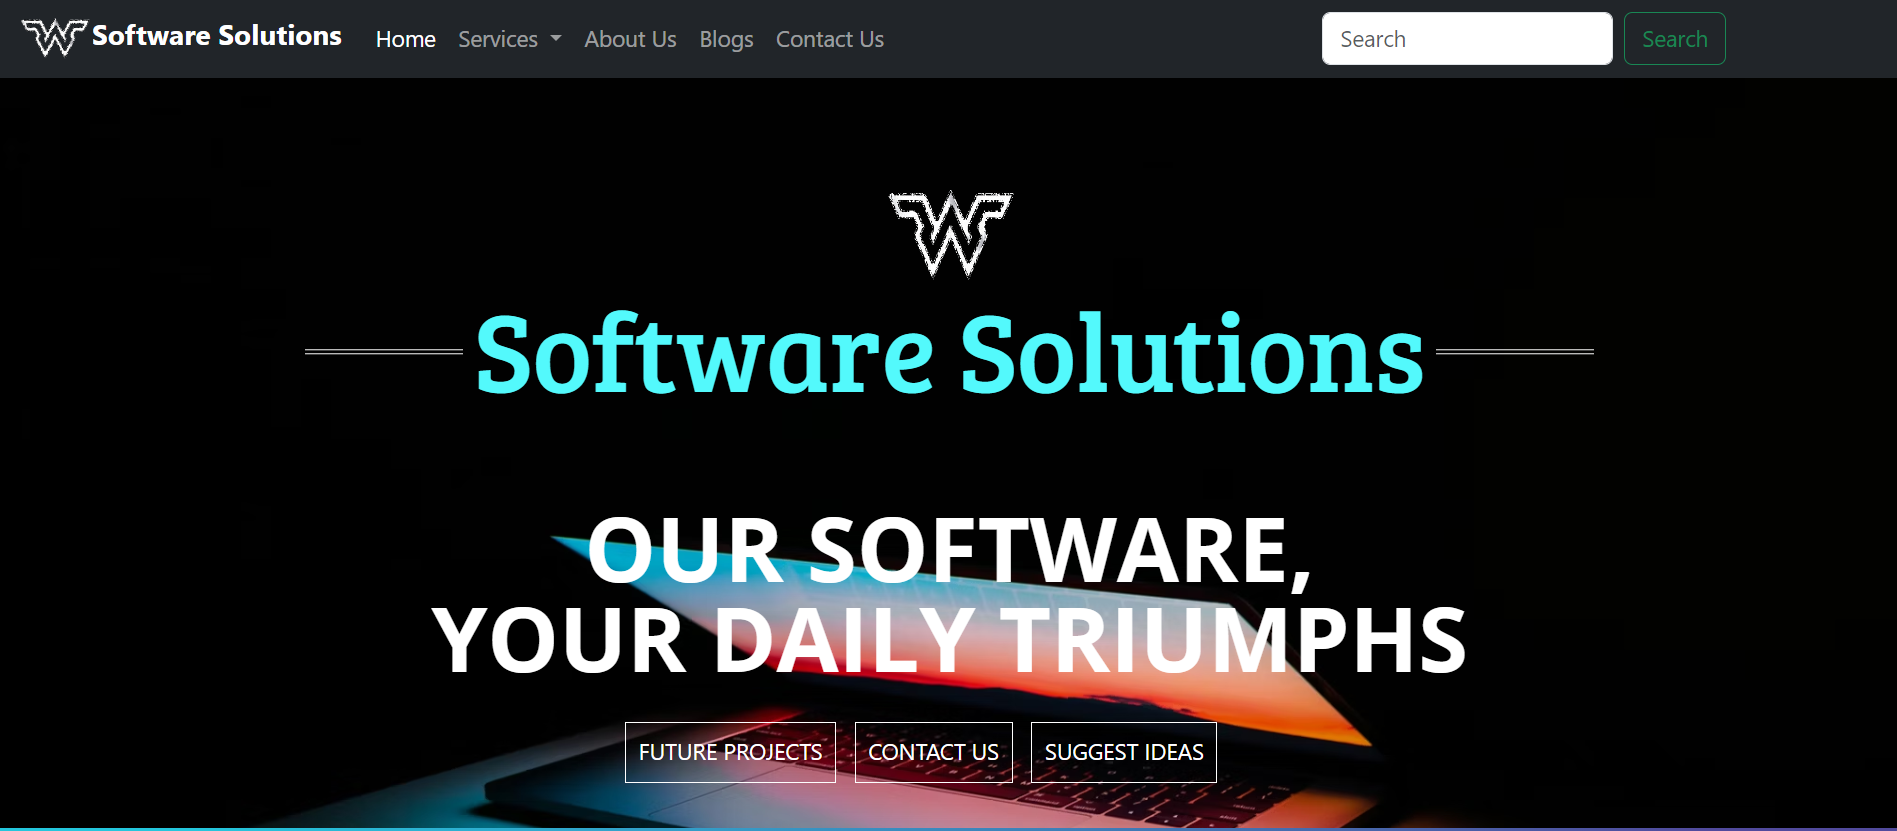 W Software Solutions Home Services About Us Blogs Contact Us Search Search
W
Software Solutions
OUR SOFTWARE,
YOUR DAILY TRIUMPHS
FUTURE PROJECTS CONTACT US SUGGEST IDEAS